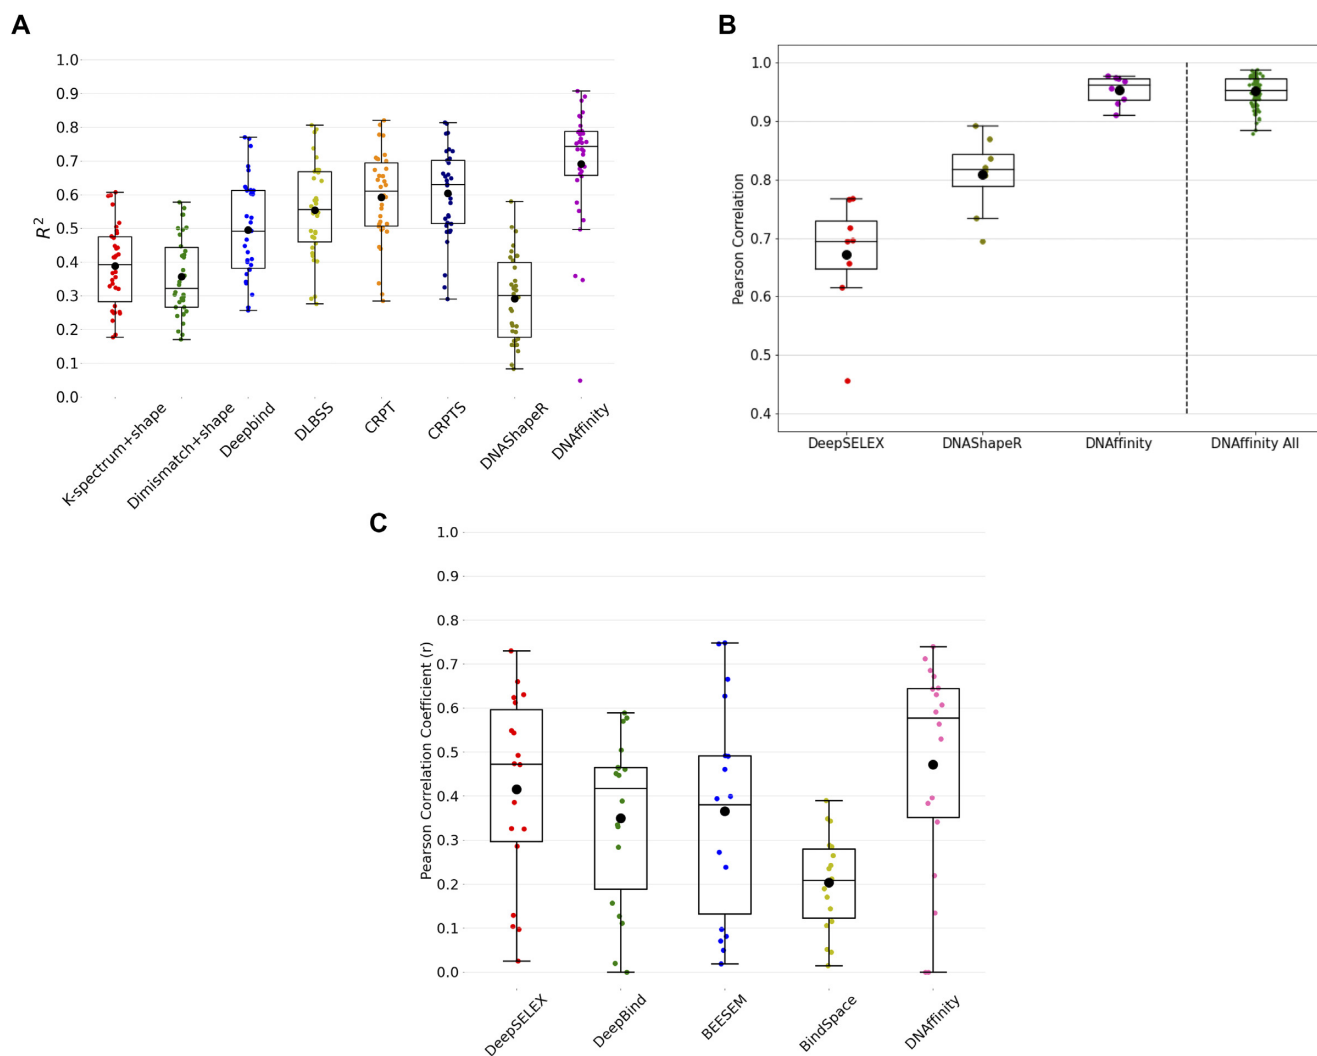 A
R²
1.0
0.9
0.8
0.7
0.6
0.5
0.4
0.3
0.2
0.1
0.0
K-spectrum+shape
Dimismatch+shape
Deepbind
DLBSS
CRPT
CRPTS
DNAShapeR
DNAffinity
B
Pearson Correlation
1.0
0.9
0.8
0.7
0.6
0.5
0.4
DeepSELEX
DNAShapeR
DNAffinity
DNAffinity All
C
Pearson Correlation Coefficient (r)
1.0
0.9
0.8
0.7
0.6
0.5
0.4
0.3
0.2
0.1
0.0
DeepSELEX
DeepBind
BEESEM
BindSpace
DNAffinity